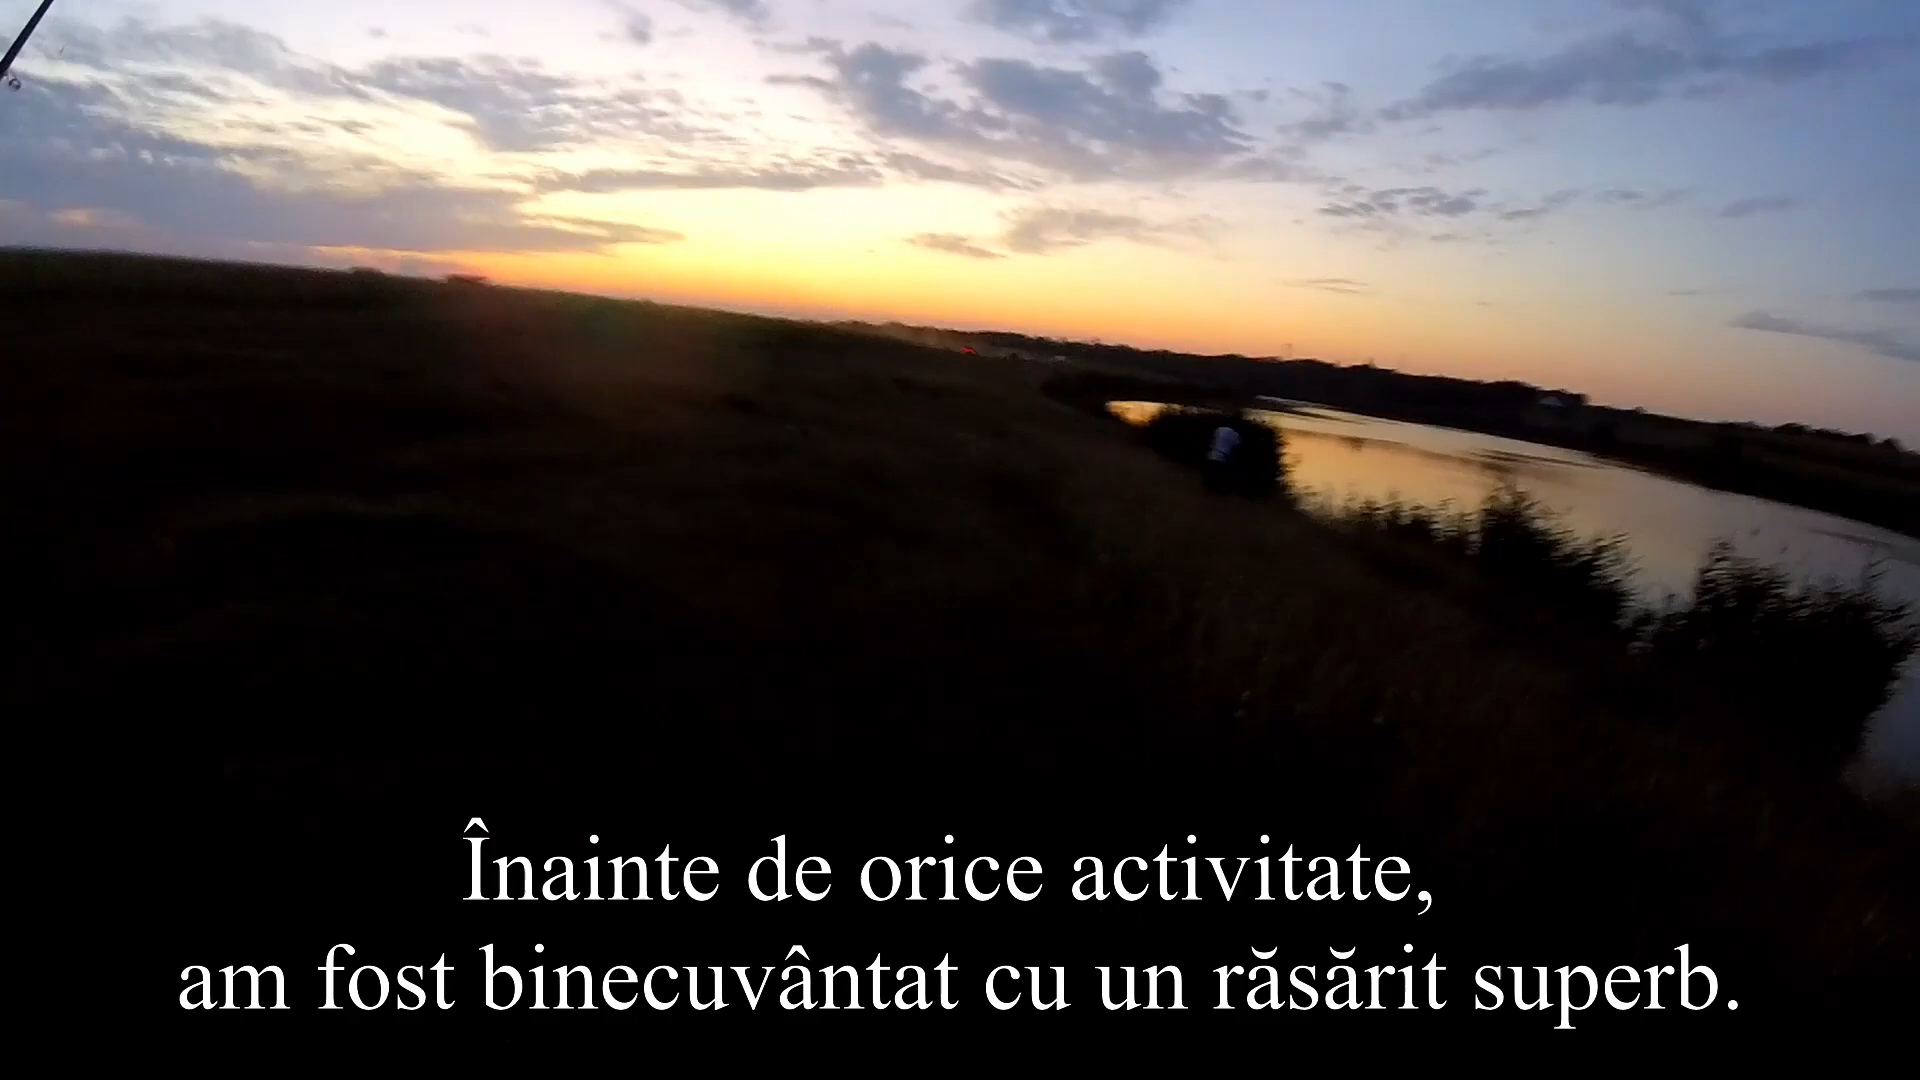 Înainte de orice activitate,
am fost binecuvântat cu un răsărit superb.